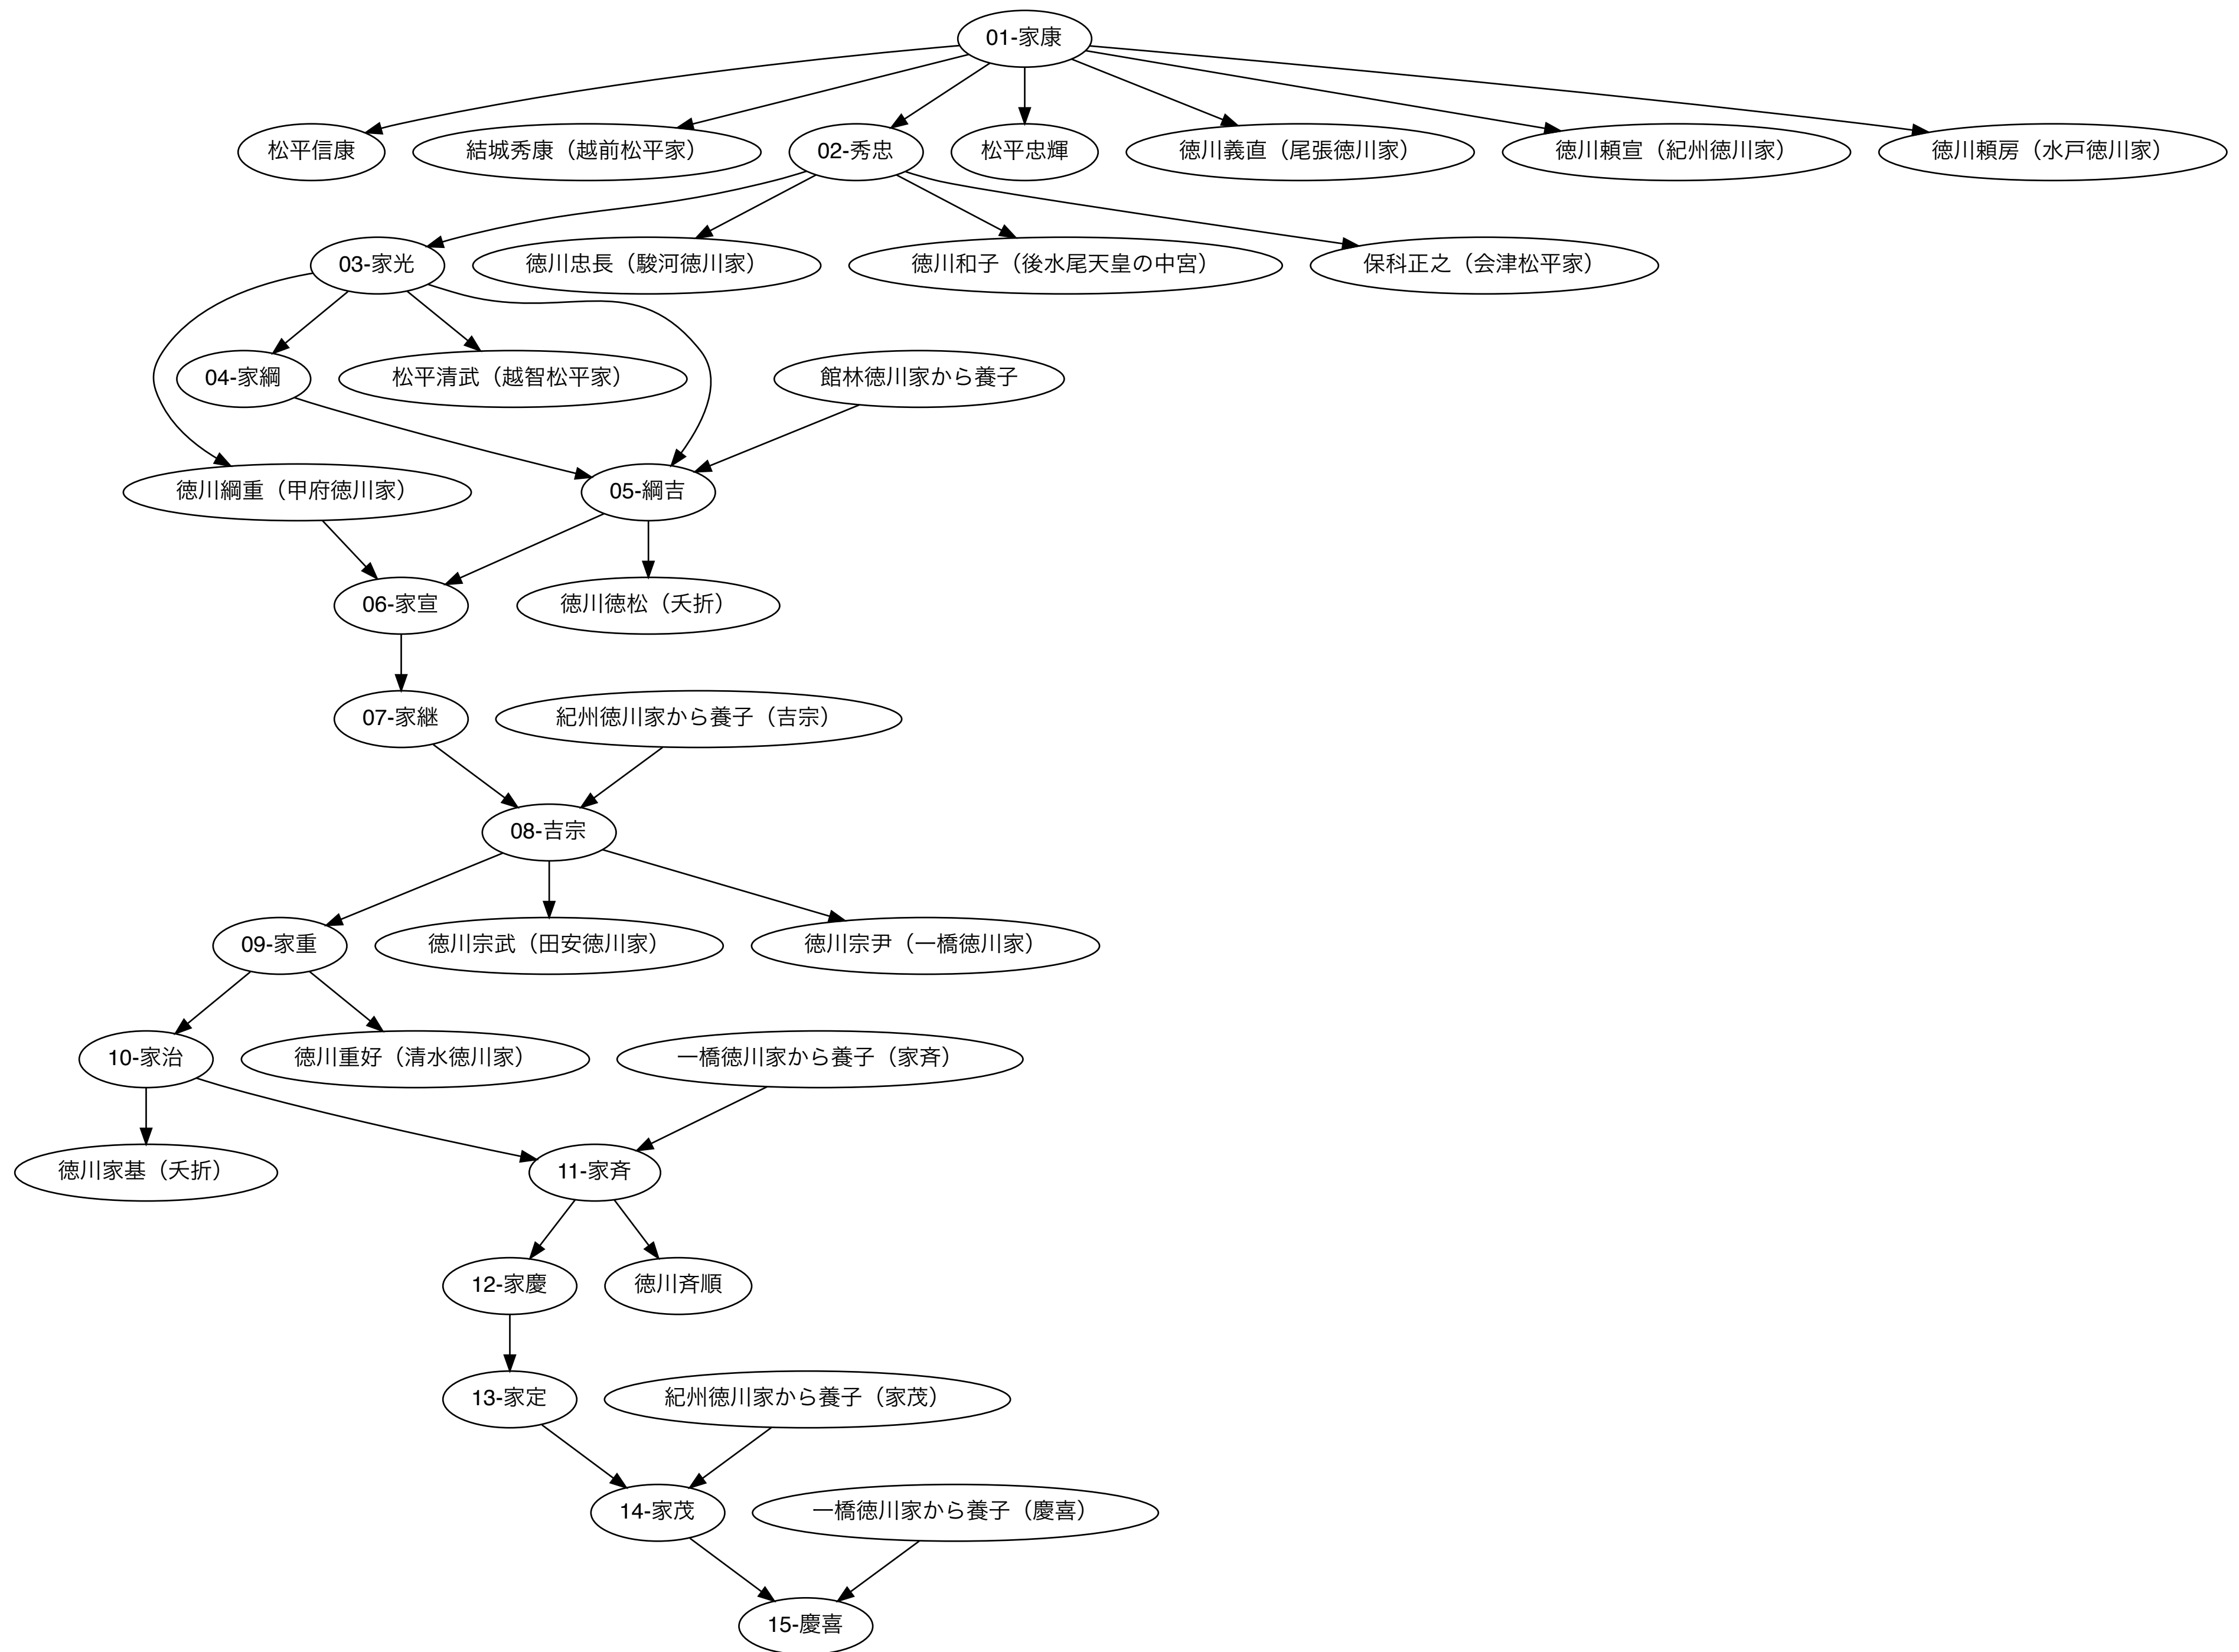 01-家康
松平信康
結城秀康（越前松平家）
02-秀忠
松平忠輝
徳川義直（尾張徳川家）
徳川頼宣（紀州徳川家）
徳川頼房（水戸徳川家）
03-家光
徳川忠長（駿河徳川家）
徳川和子（後水尾天皇の中宮）
保科正之（会津松平家）
04-家綱
松平清武（越智松平家）
館林徳川家から養子
徳川綱重（甲府徳川家）
05-綱吉
06-家宣
徳川徳松（夭折）
07-家継
紀州徳川家から養子（吉宗）
08-吉宗
09-家重
徳川宗武（田安徳川家）
徳川宗尹（一橋徳川家）
10-家治
徳川重好（清水徳川家）
一橋徳川家から養子（家斉）
徳川家基（夭折）
11-家斉
12-家慶
徳川斉順
13-家定
紀州徳川家から養子（家茂）
14-家茂
一橋徳川家から養子（慶喜）
15-慶喜